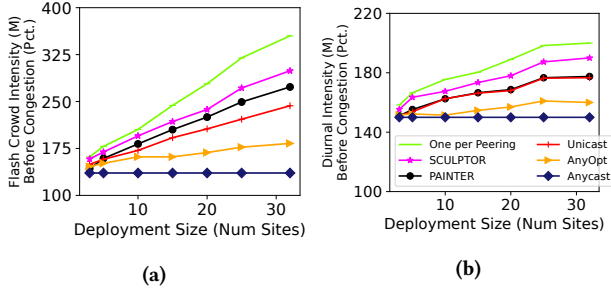 Flash Crowd Intensity (M)
Before Congestion (Pct.)
400
325
250
175
100
10
20
30
Deployment Size (Num Sites)
(a)
Diurnal Intensity (M)
Before Congestion (Pct.)
220
180
140
100
One per Peering
SCULPTOR
PAINTER
Unicast
AnyOpt
Anycast
10
20
30
Deployment Size (Num Sites)
(b)